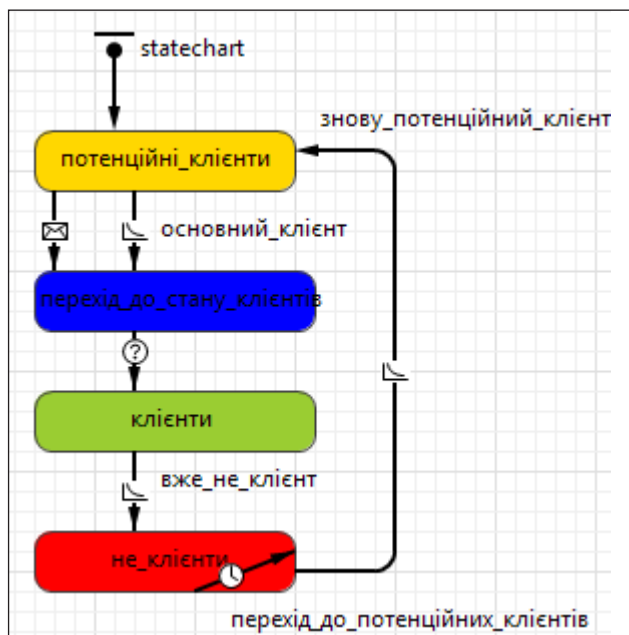 statechart
знову_потенційний_клієнт
потенційні_клієнти
основний_клієнт
перехід_до_стану_клієнтів
?
клієнти
вже_не_клієнт
не_клієнти
перехід_до_потенційних_клієнтів